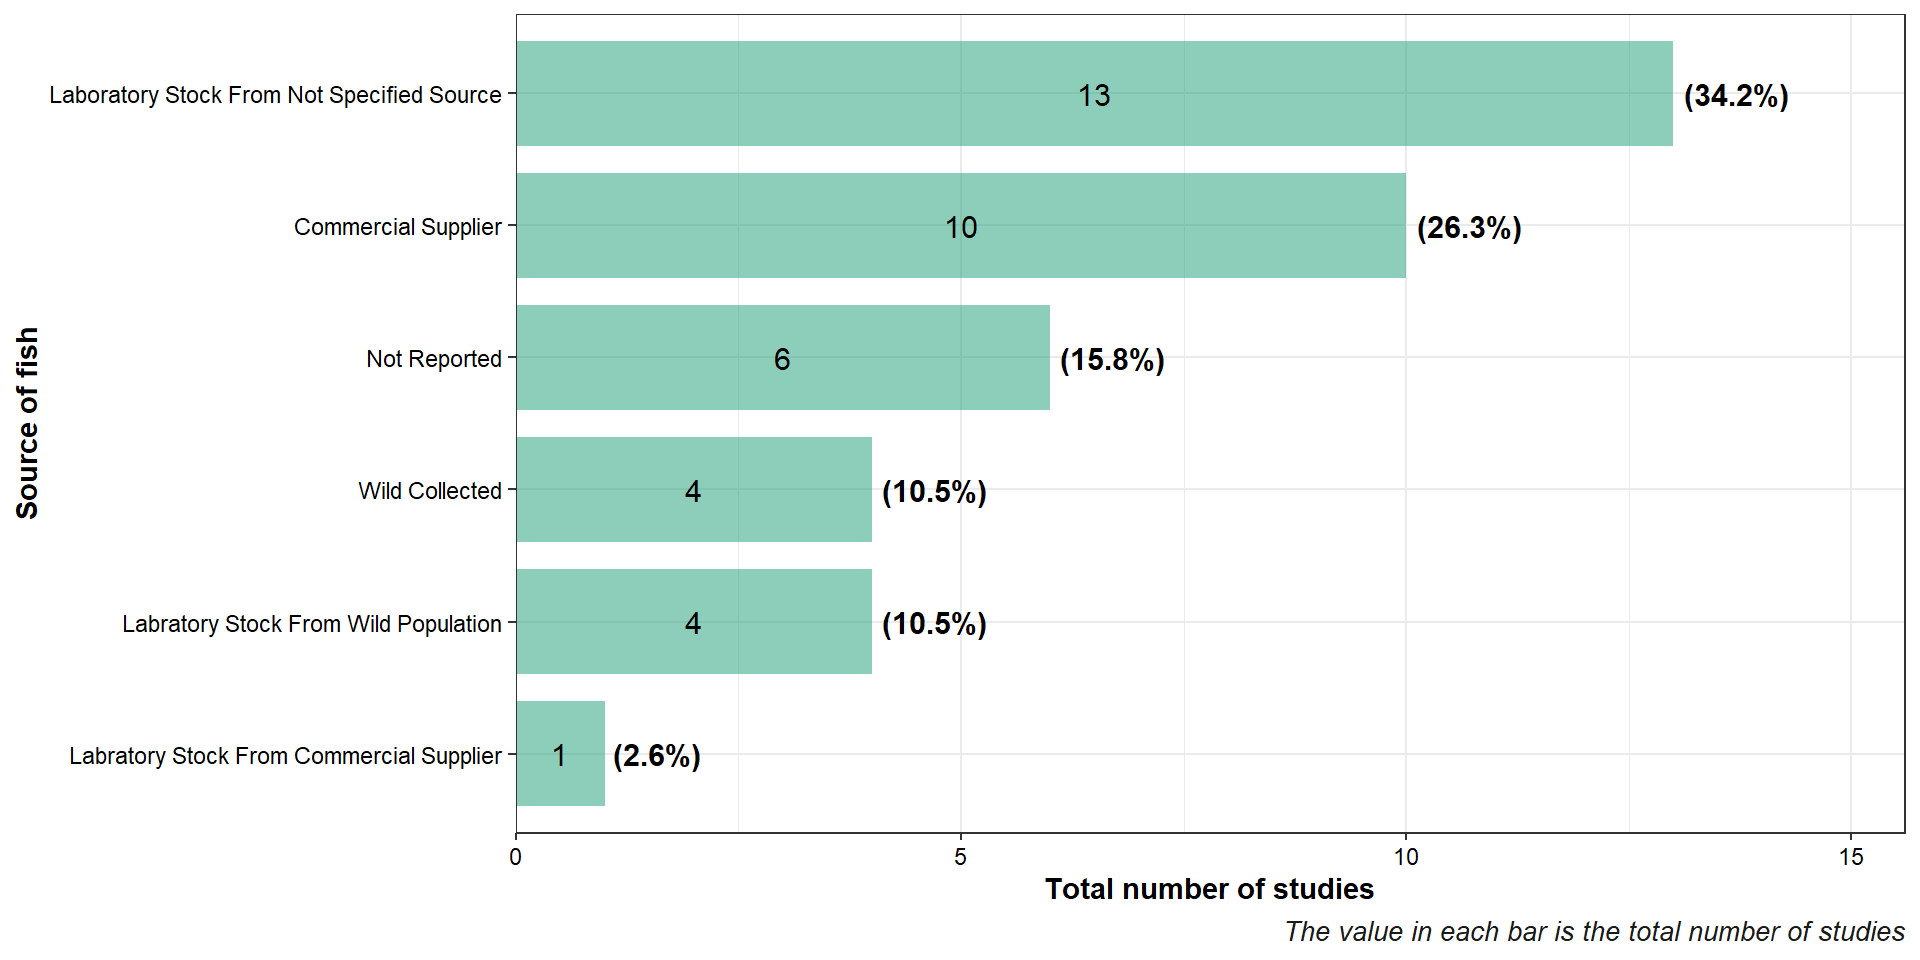 Laboratory Stock From Not Specified Source
13
(34.2%)
Commercial Supplier
10
(26.3%)
Not Reported
6
(15.8%)
Wild Collected
4
(10.5%)
Labratory Stock From Wild Population
4
(10.5%)
Labratory Stock From Commercial Supplier
1
(2.6%)
Source of fish
0
5
10
15
Total number of studies
The value in each bar is the total number of studies